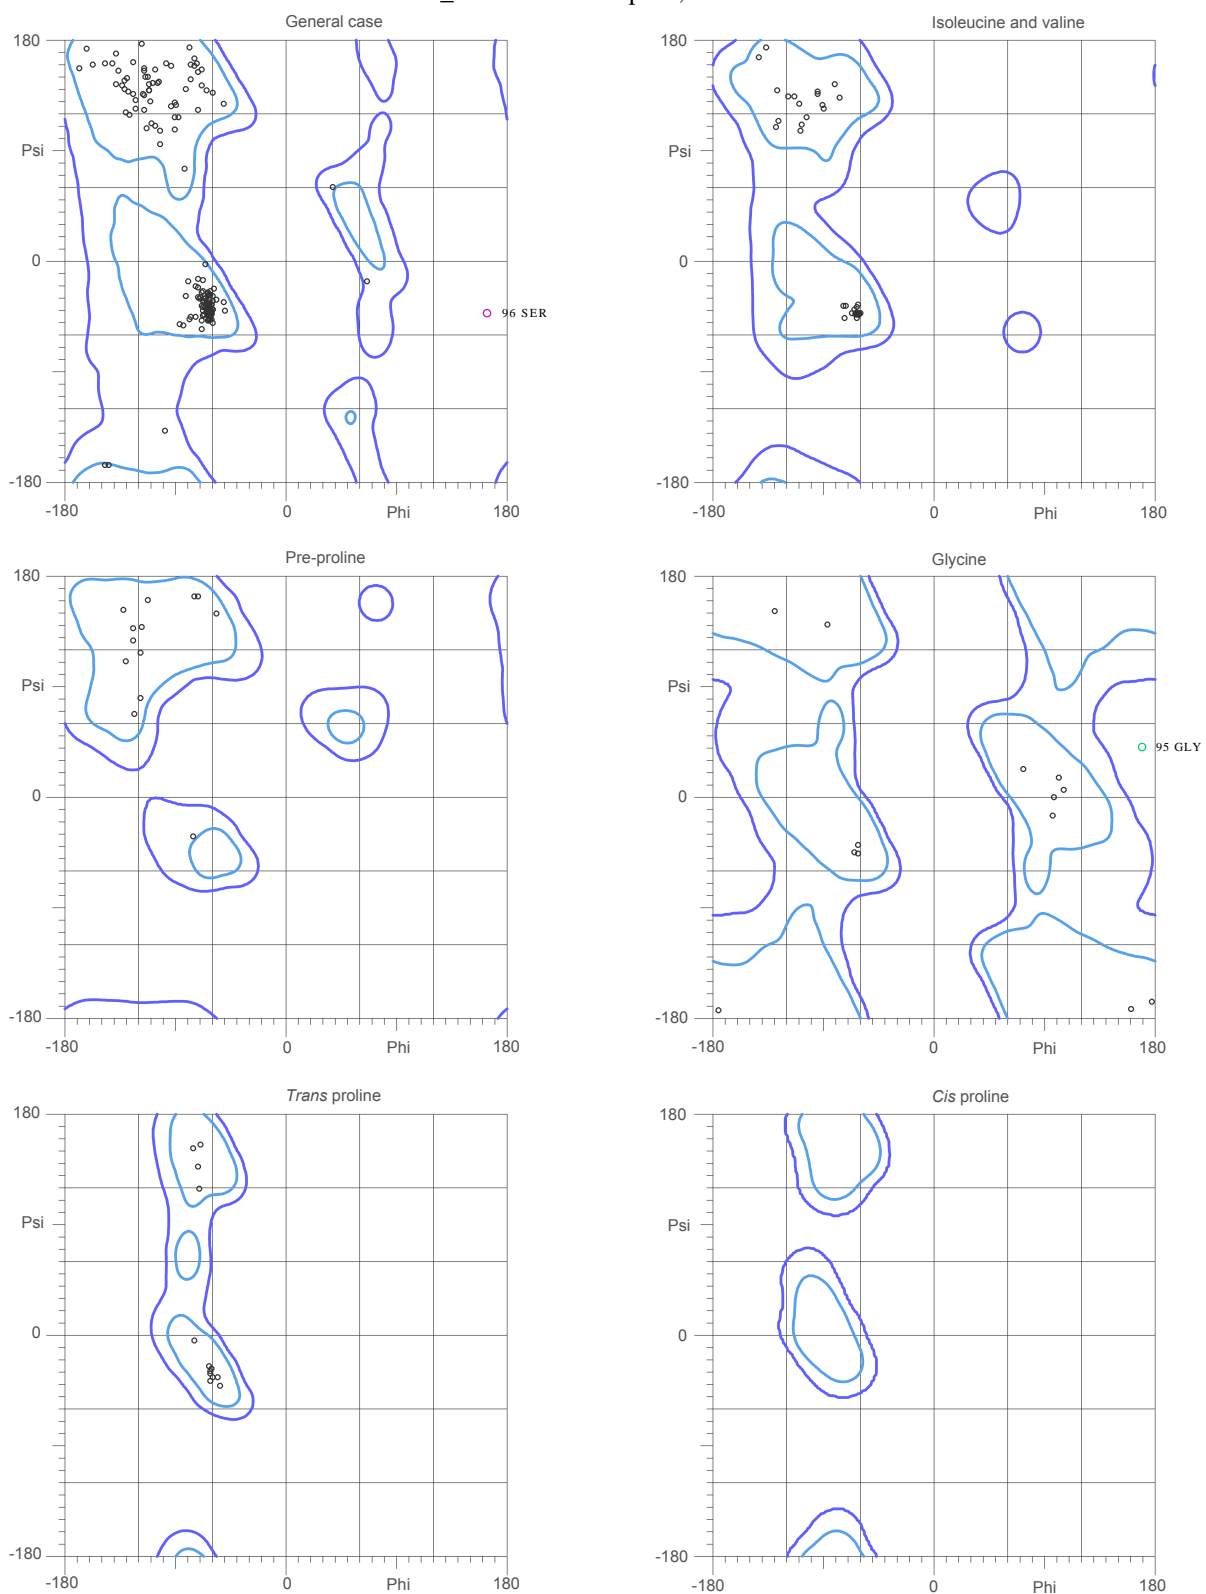 General case
Isoleucine and valine
180
Psi
0
-180
-180
0
Phi
180
96 SER
180
Psi
0
-180
-180
0
Phi
180
Pre-proline
Glycine
180
Psi
0
-180
-180
0
Phi
180
180
Psi
0
-180
-180
0
Phi
180
95 GLY
Trans proline
Cis proline
180
Psi
0
-180
-180
0
Phi
180
180
Psi
0
-180
-180
0
Phi
180